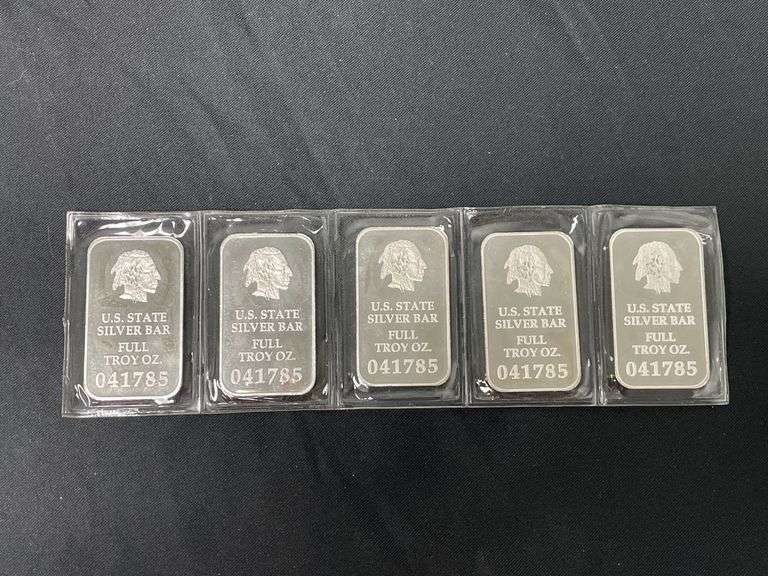 U.S. STATE
SILVER BAR
FULL
TROY OZ.
041785
U.S. STATE
SILVER BAR
FULL
TROY OZ.
041785
U.S. STATE
SILVER BAR
FULL
TROY OZ.
041785
U.S. STATE
SILVER BAR
FULL
TROY OZ.
041785
U.S. STATE
SILVER BAR
FULL
TROY OZ.
041785